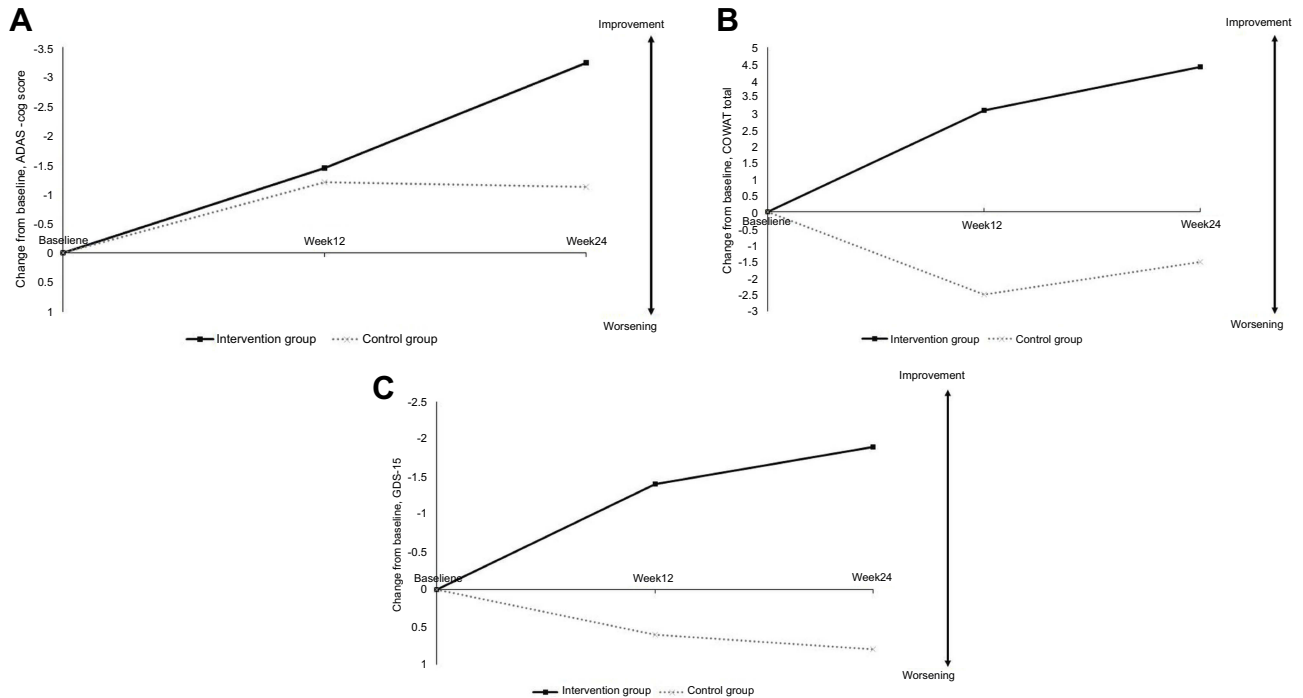 A
Improvement
Change from baseline, ADAS -cog score
-3.5
-3
-2.5
-2
-1.5
-1
-0.5
0
0.5
1
Baseliene
Week12
Week24
Worsening
Intervention group
Control group
B
Improvement
Change from baseline, COWAT total
5
4.5
4
3.5
3
2.5
2
1.5
1
0.5
0
-0.5
-1
-1.5
-2
-2.5
-3
Baseliene
Week12
Week24
Worsening
Intervention group
Control group
C
Improvement
Change from baseline, GDS-15
-2.5
-2
-1.5
-1
-0.5
0
0.5
1
Baseliene
Week12
Week24
Worsening
Intervention group
Control group